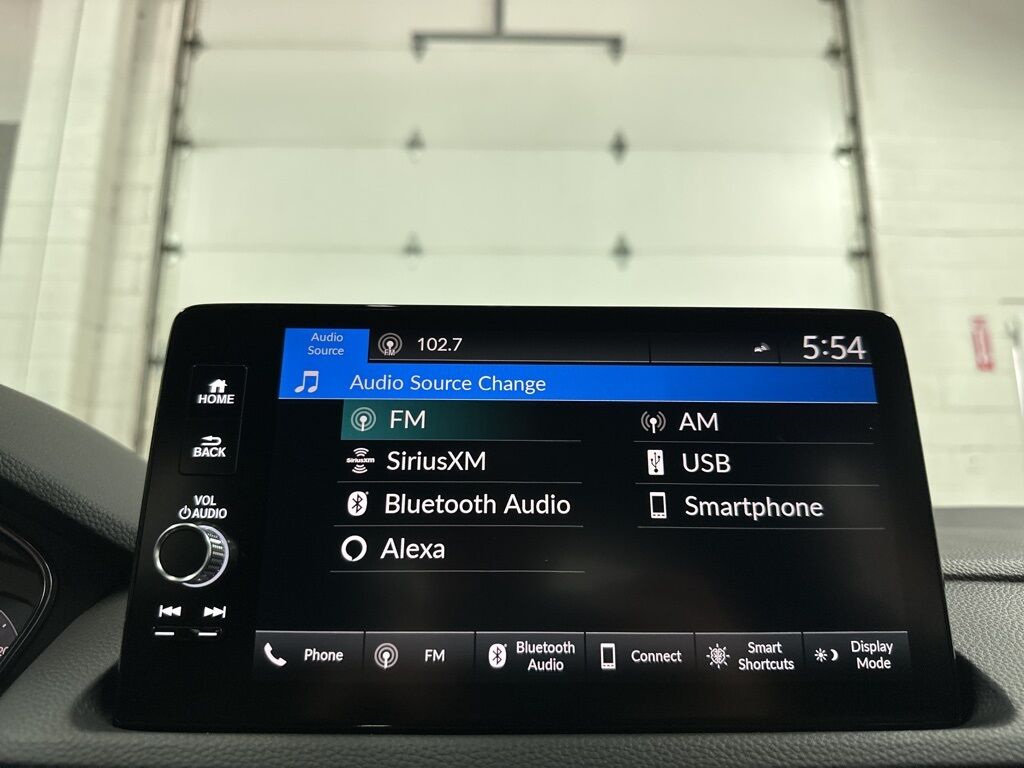 Audio
Source
FM
102.7
5:54
Audio Source Change
HOME
BACK
VOL
AUDIO
FM
AM
SiriusXM
SiriusXM
USB
Bluetooth Audio
Smartphone
Alexa
Phone
FM
Bluetooth
Audio
Connect
Smart
Shortcuts
Display
Mode